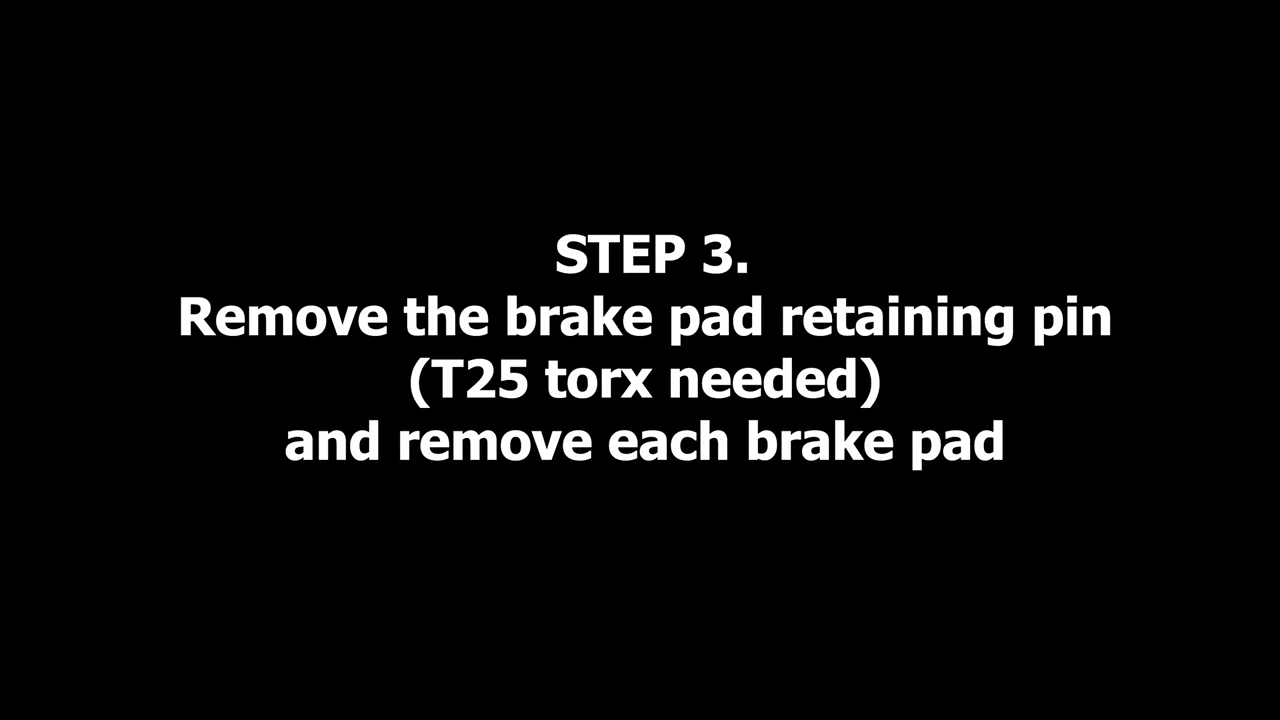 STEP 3.
Remove the brake pad retaining pin
(T25 torx needed)
and remove each brake pad